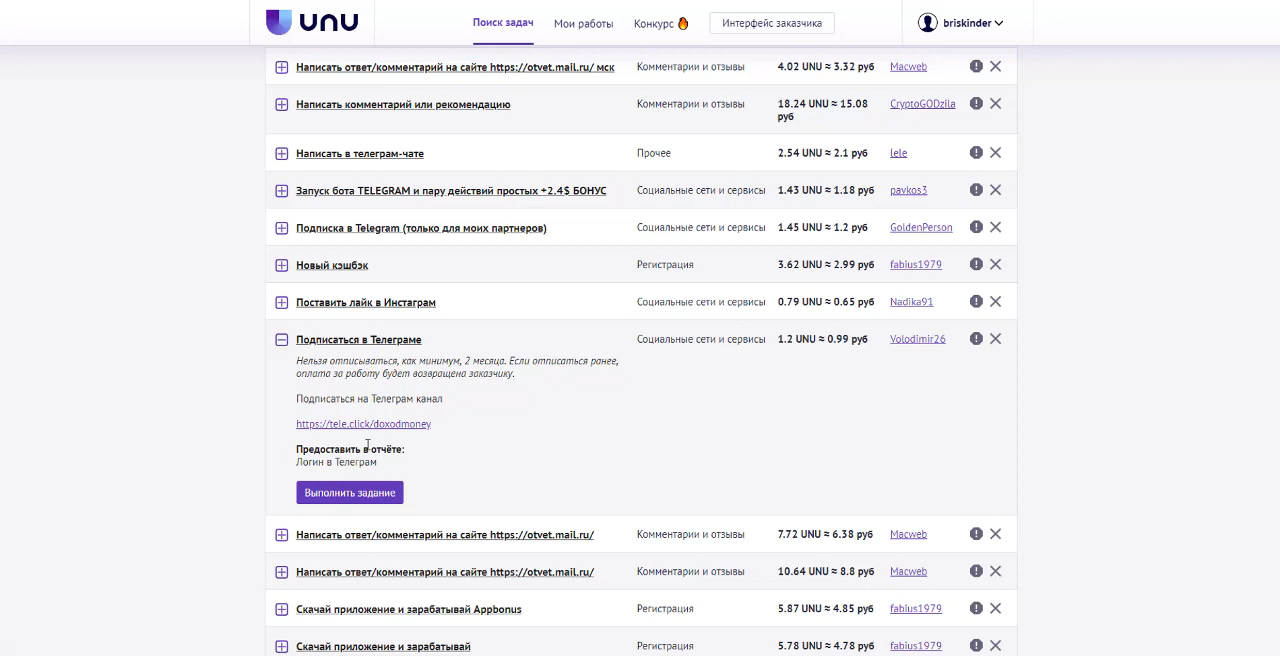 unu
Поиск задач
Мои работы
Конкурс
Интерфейс заказчика
briskinder
Написать ответ/комментарий на сайте https://otvet.mail.ru/ мск
Комментарии и отзывы
4.02 UNU ≈ 3.32 руб
Macweb
Написать комментарий или рекомендацию
Комментарии и отзывы
18.24 UNU ≈ 15.08
руб
CryptoGODzila
Написать в телеграм-чате
Прочее
2.54 UNU ≈ 2.1 руб
lele
Запуск бота TELEGRAM и пару действий простых +2.4$ БОНУС
Социальные сети и сервисы
1.43 UNU ≈ 1.18 руб
pavkos3
Подписка в Telegram (только для моих партнеров)
Социальные сети и сервисы
1.45 UNU ≈ 1.2 руб
GoldenPerson
Новый кэшбэк
Регистрация
3.62 UNU ≈ 2.99 руб
fabius1979
Поставить лайк в Инстаграм
Социальные сети и сервисы
0.79 UNU ≈ 0.65 руб
Nadika91
Подписаться в Телеграме
Социальные сети и сервисы
1.2 UNU ≈ 0.99 руб
Volodimir26
Нельзя отписываться, как минимум, 2 месяца. Если отписаться ранее,
оплата за работу будет возвращена заказчику.
Подписаться на Телеграм канал
https://tele.click/doxodmoney
Предоставить в отчёте:
Логин в Телеграм
Выполнить задание
Написать ответ/комментарий на сайте https://otvet.mail.ru/
Комментарии и отзывы
7.72 UNU ≈ 6.38 руб
Macweb
Написать ответ/комментарий на сайте https://otvet.mail.ru/
Комментарии и отзывы
10.64 UNU ≈ 8.8 руб
Macweb
Скачай приложение и зарабатывай Appbonus
Регистрация
5.87 UNU ≈ 4.85 руб
fabius1979
Скачай приложение и зарабатывай
Регистрация
5.78 UNU ≈ 4.78 руб
fabius1979